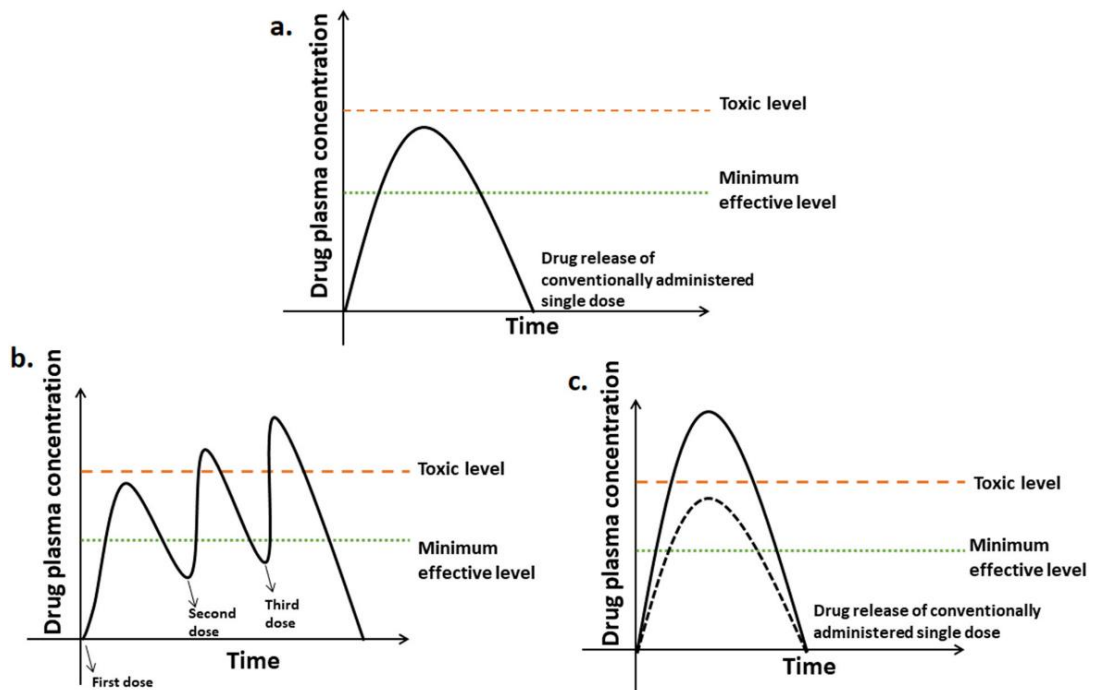 a.
Drug plasma concentration
Toxic level
Minimum
effective level
Drug release of
conventionally administered
single dose
Time
b.
Drug plasma concentration
Toxic level
Minimum
effective level
Second
dose
Third
dose
Time
First dose
c.
Drug plasma concentration
Toxic level
Minimum
effective level
Drug release of conventionally
administered single dose
Time